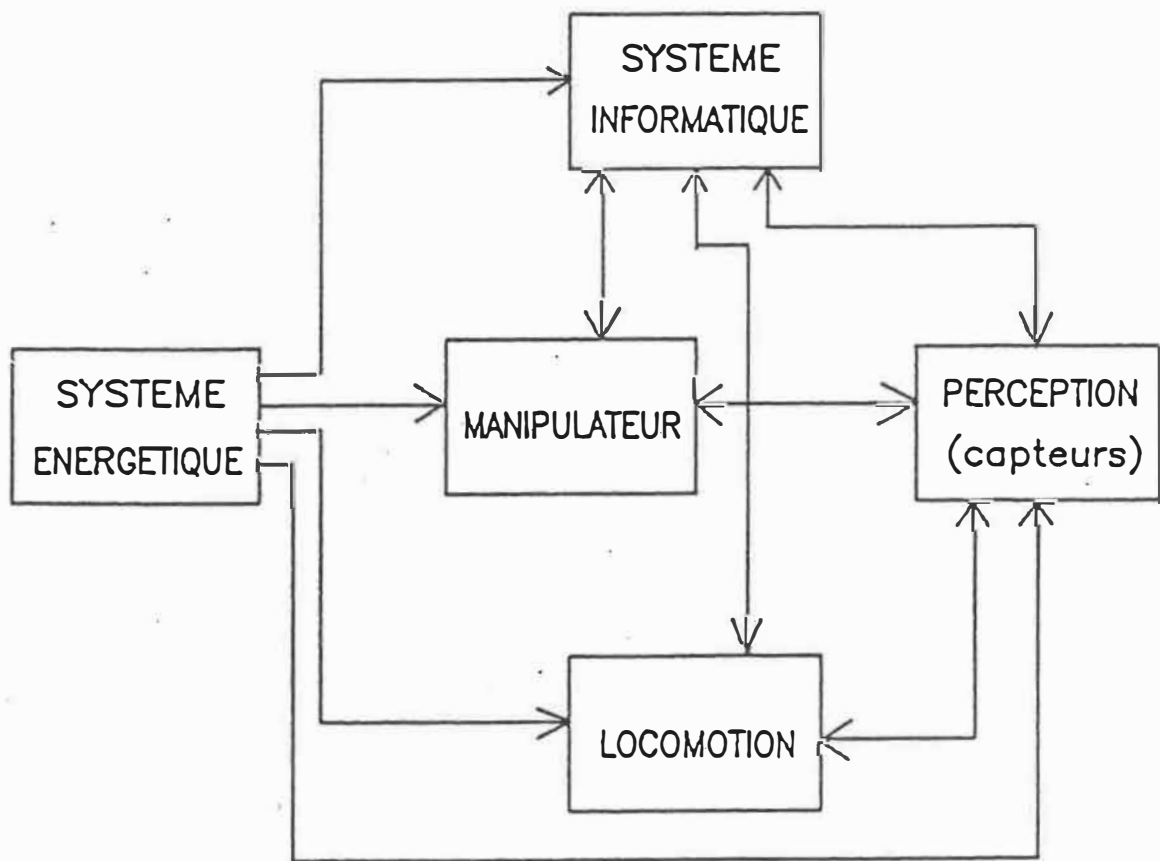 SYSTEME
INFORMATIQUE
SYSTEME
ENERGETIQUE
MANIPULATEUR
PERCEPTION
(capteurs)
LOCOMOTION